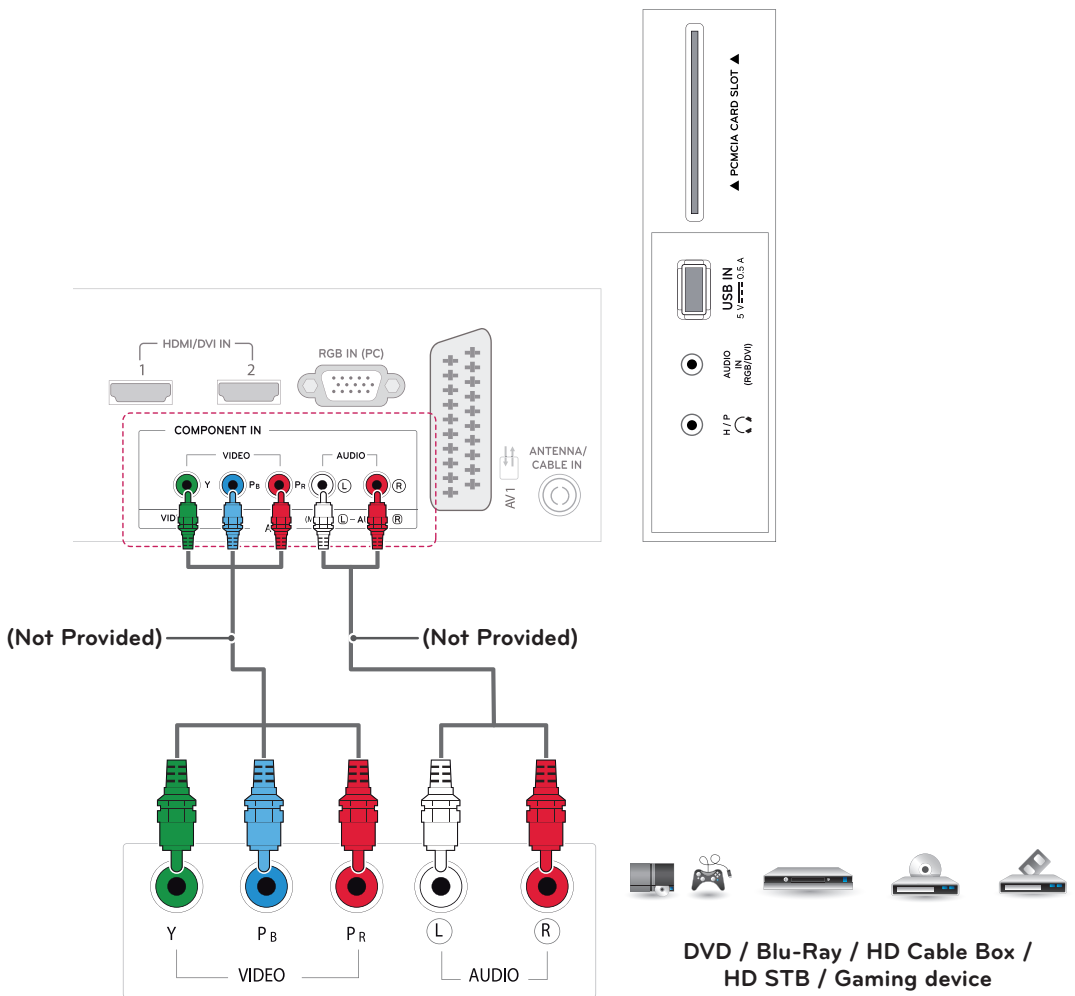 ▲ PCMCIA CARD SLOT ▲
USB IN
5 V 0.5 A
AUDIO
IN
(RGB/DVI)
H / P
HDMI/DVI IN
1
2
RGB IN (PC)
COMPONENT IN
VIDEO
AUDIO
Y
PB
PR
L
R
VID
A
(M
L - AU
R
AV 1
ANTENNA/
CABLE IN
(Not Provided)
(Not Provided)
Y
PB
PR
L
R
VIDEO
AUDIO
DVD / Blu-Ray / HD Cable Box /
HD STB / Gaming device